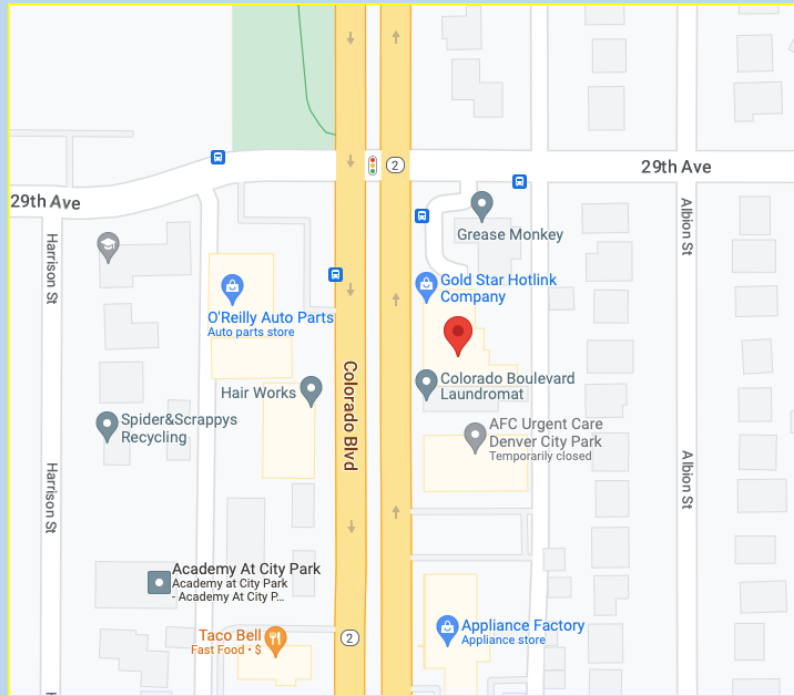 2
29th Ave
29th Ave
Grease Monkey
Harrison St
Albion St
Gold Star Hotlink
Company
O'Reilly Auto Parts
Auto parts store
Colorado Blvd
Colorado Boulevard
Laundromat
Hair Works
Spider&Scrappys
Recycling
AFC Urgent Care
Denver City Park
Temporarily closed
Harrison St
Albion St
Academy At City Park
Academy at City Park
- Academy At City P...
Taco Bell
Fast Food • $
2
Appliance Factory
Appliance store